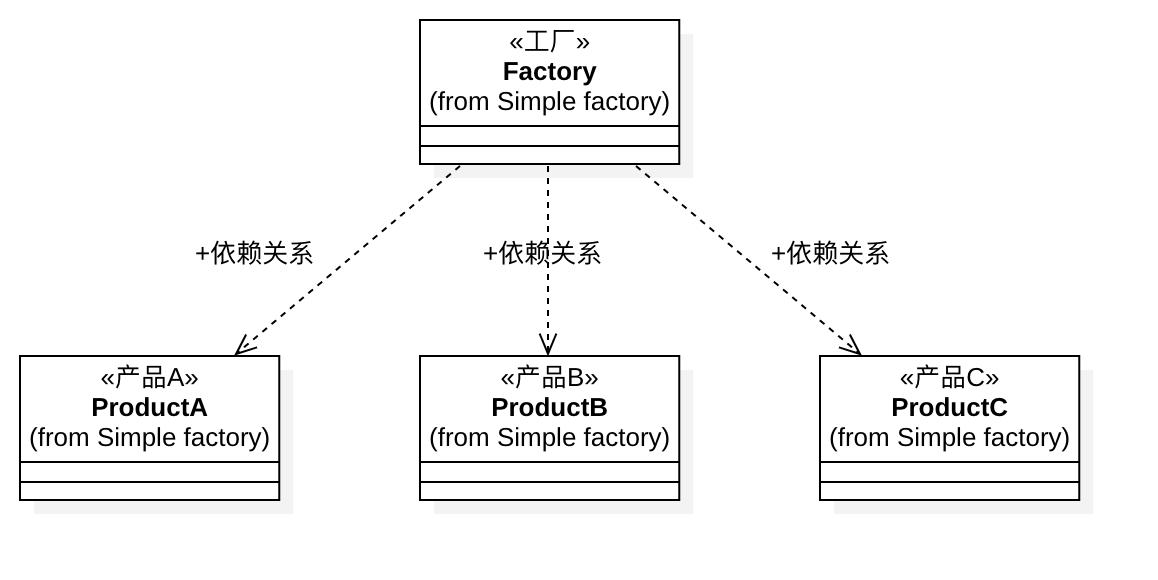 «工厂»
Factory
(from Simple factory)
+依赖关系
+依赖关系
+依赖关系
«产品A»
ProductA
(from Simple factory)
«产品B»
ProductB
(from Simple factory)
«产品C»
ProductC
(from Simple factory)